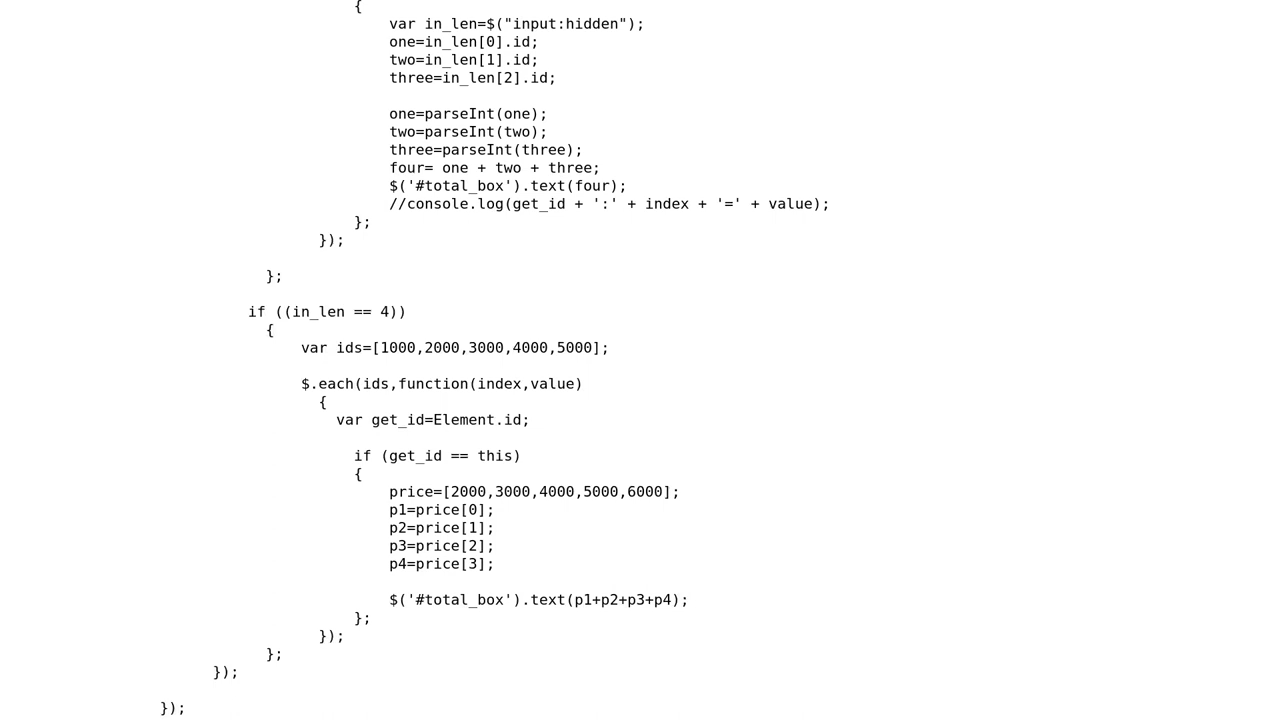 {
var in_len=$("input:hidden");
one=in_len[0].id;
two=in_len[1].id;
three=in_len[2].id;
one=parseInt(one);
two=parseInt(two);
three=parseInt(three);
four= one + two + three;
$('#total_box').text(four);
//console.log(get_id + ':' + index + '=' + value);
};
});
};
if ((in_len == 4))
{
var ids=[1000,2000,3000,4000,5000];
$.each(ids,function(index,value)
{
var get_id=Element.id;
if (get_id == this)
{
price=[2000,3000,4000,5000,6000];
p1=price[0];
p2=price[1];
p3=price[2];
p4=price[3];
$('#total_box').text(p1+p2+p3+p4);
};
});
};
});
});